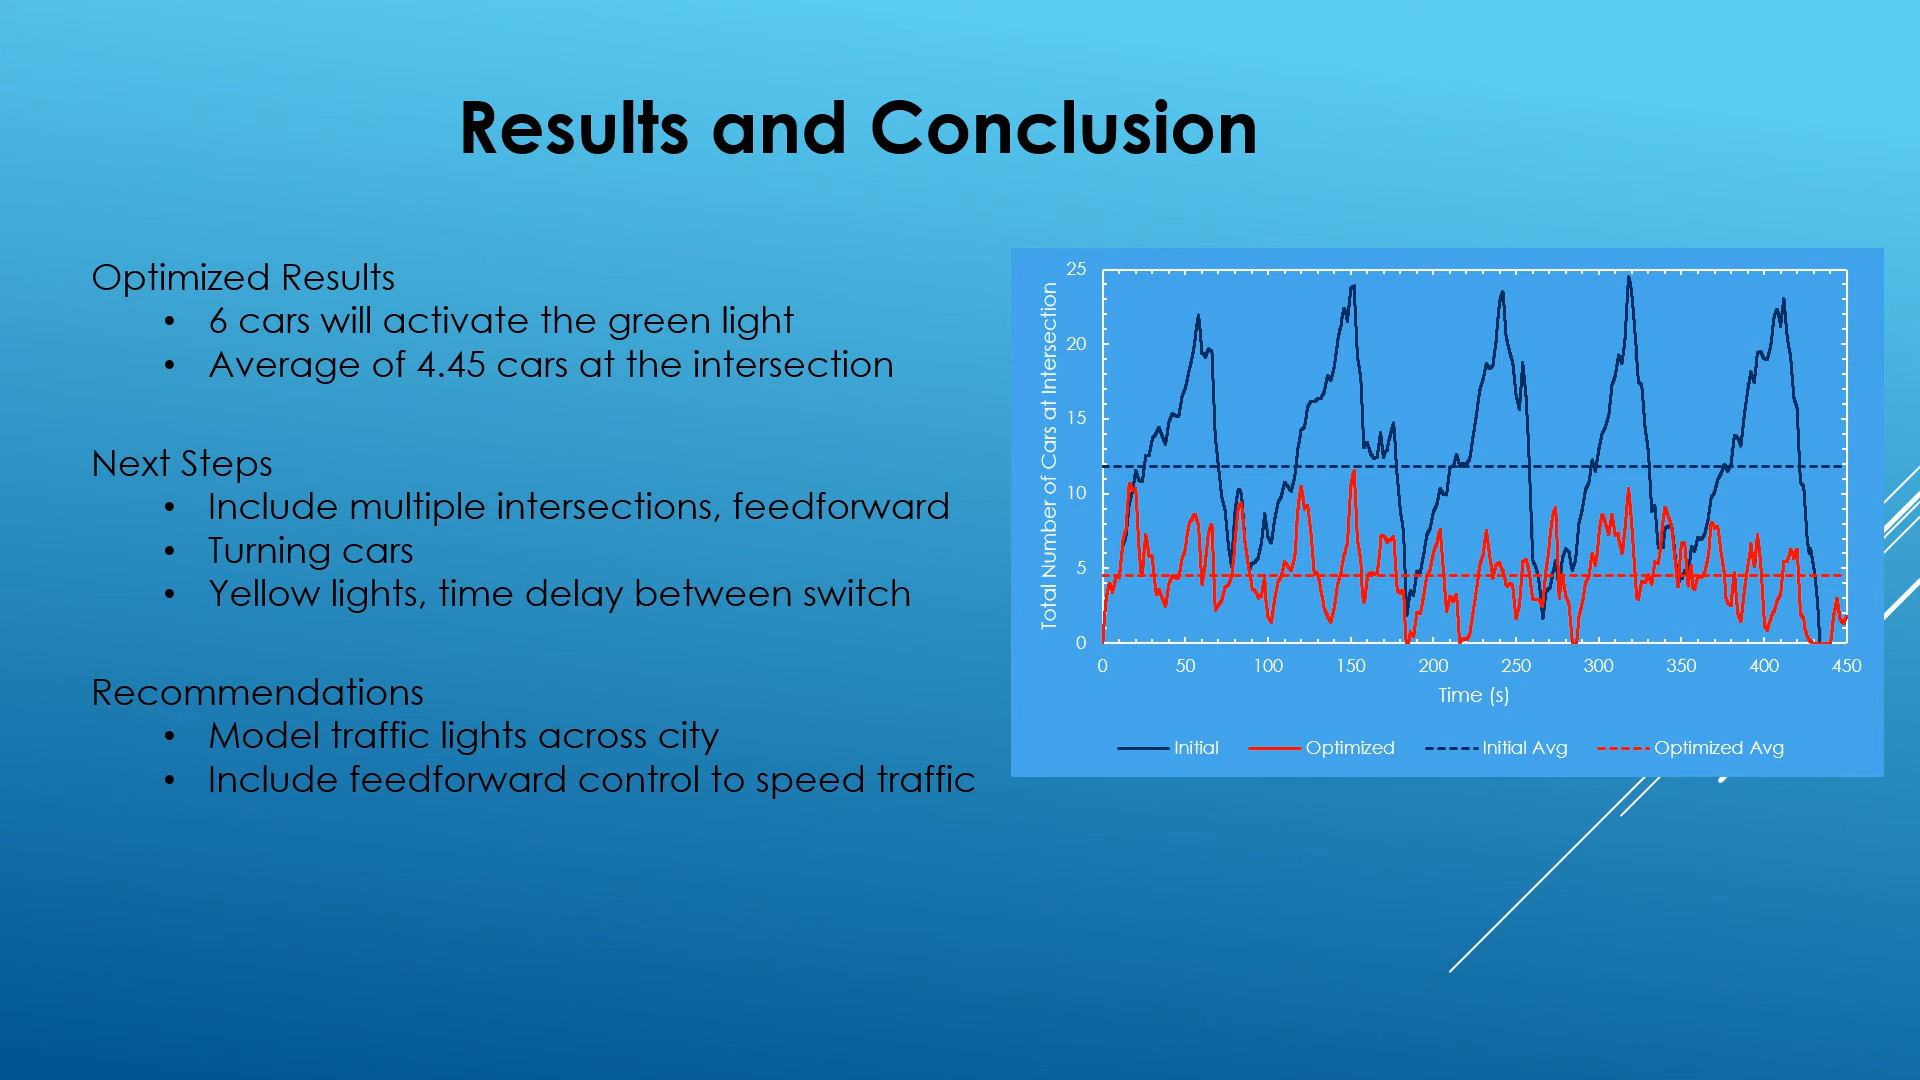 Results and Conclusion
Optimized Results
• 6 cars will activate the green light
• Average of 4.45 cars at the intersection
Next Steps
• Include multiple intersections, feedforward
• Turning cars
• Yellow lights, time delay between switch
Recommendations
• Model traffic lights across city
• Include feedforward control to speed traffic
Total Number of Cars at Intersection
25
20
15
10
5
0
0 50 100 150 200 250 300 350 400 450
Time (s)
Initial Optimized Initial Avg Optimized Avg